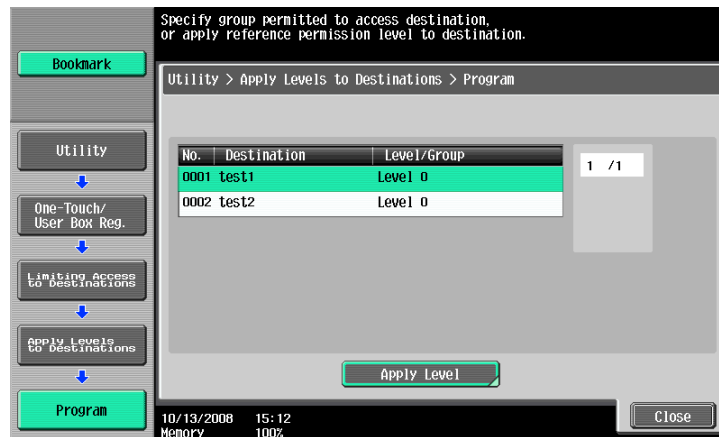 Specify group permitted to access destination,
or apply reference permission level to destination.
Bookmark
Utility > Apply Levels to Destinations > Program
Utility
One-Touch/
User Box Reg.
Limiting Access
to Destinations
Apply Levels
to Destinations
Program
No. Destination Level/Group
0001 test1 Level 0
0002 test2 Level 0
1 /1
Apply Level
Close
10/13/2008 15:12
Memory 100%